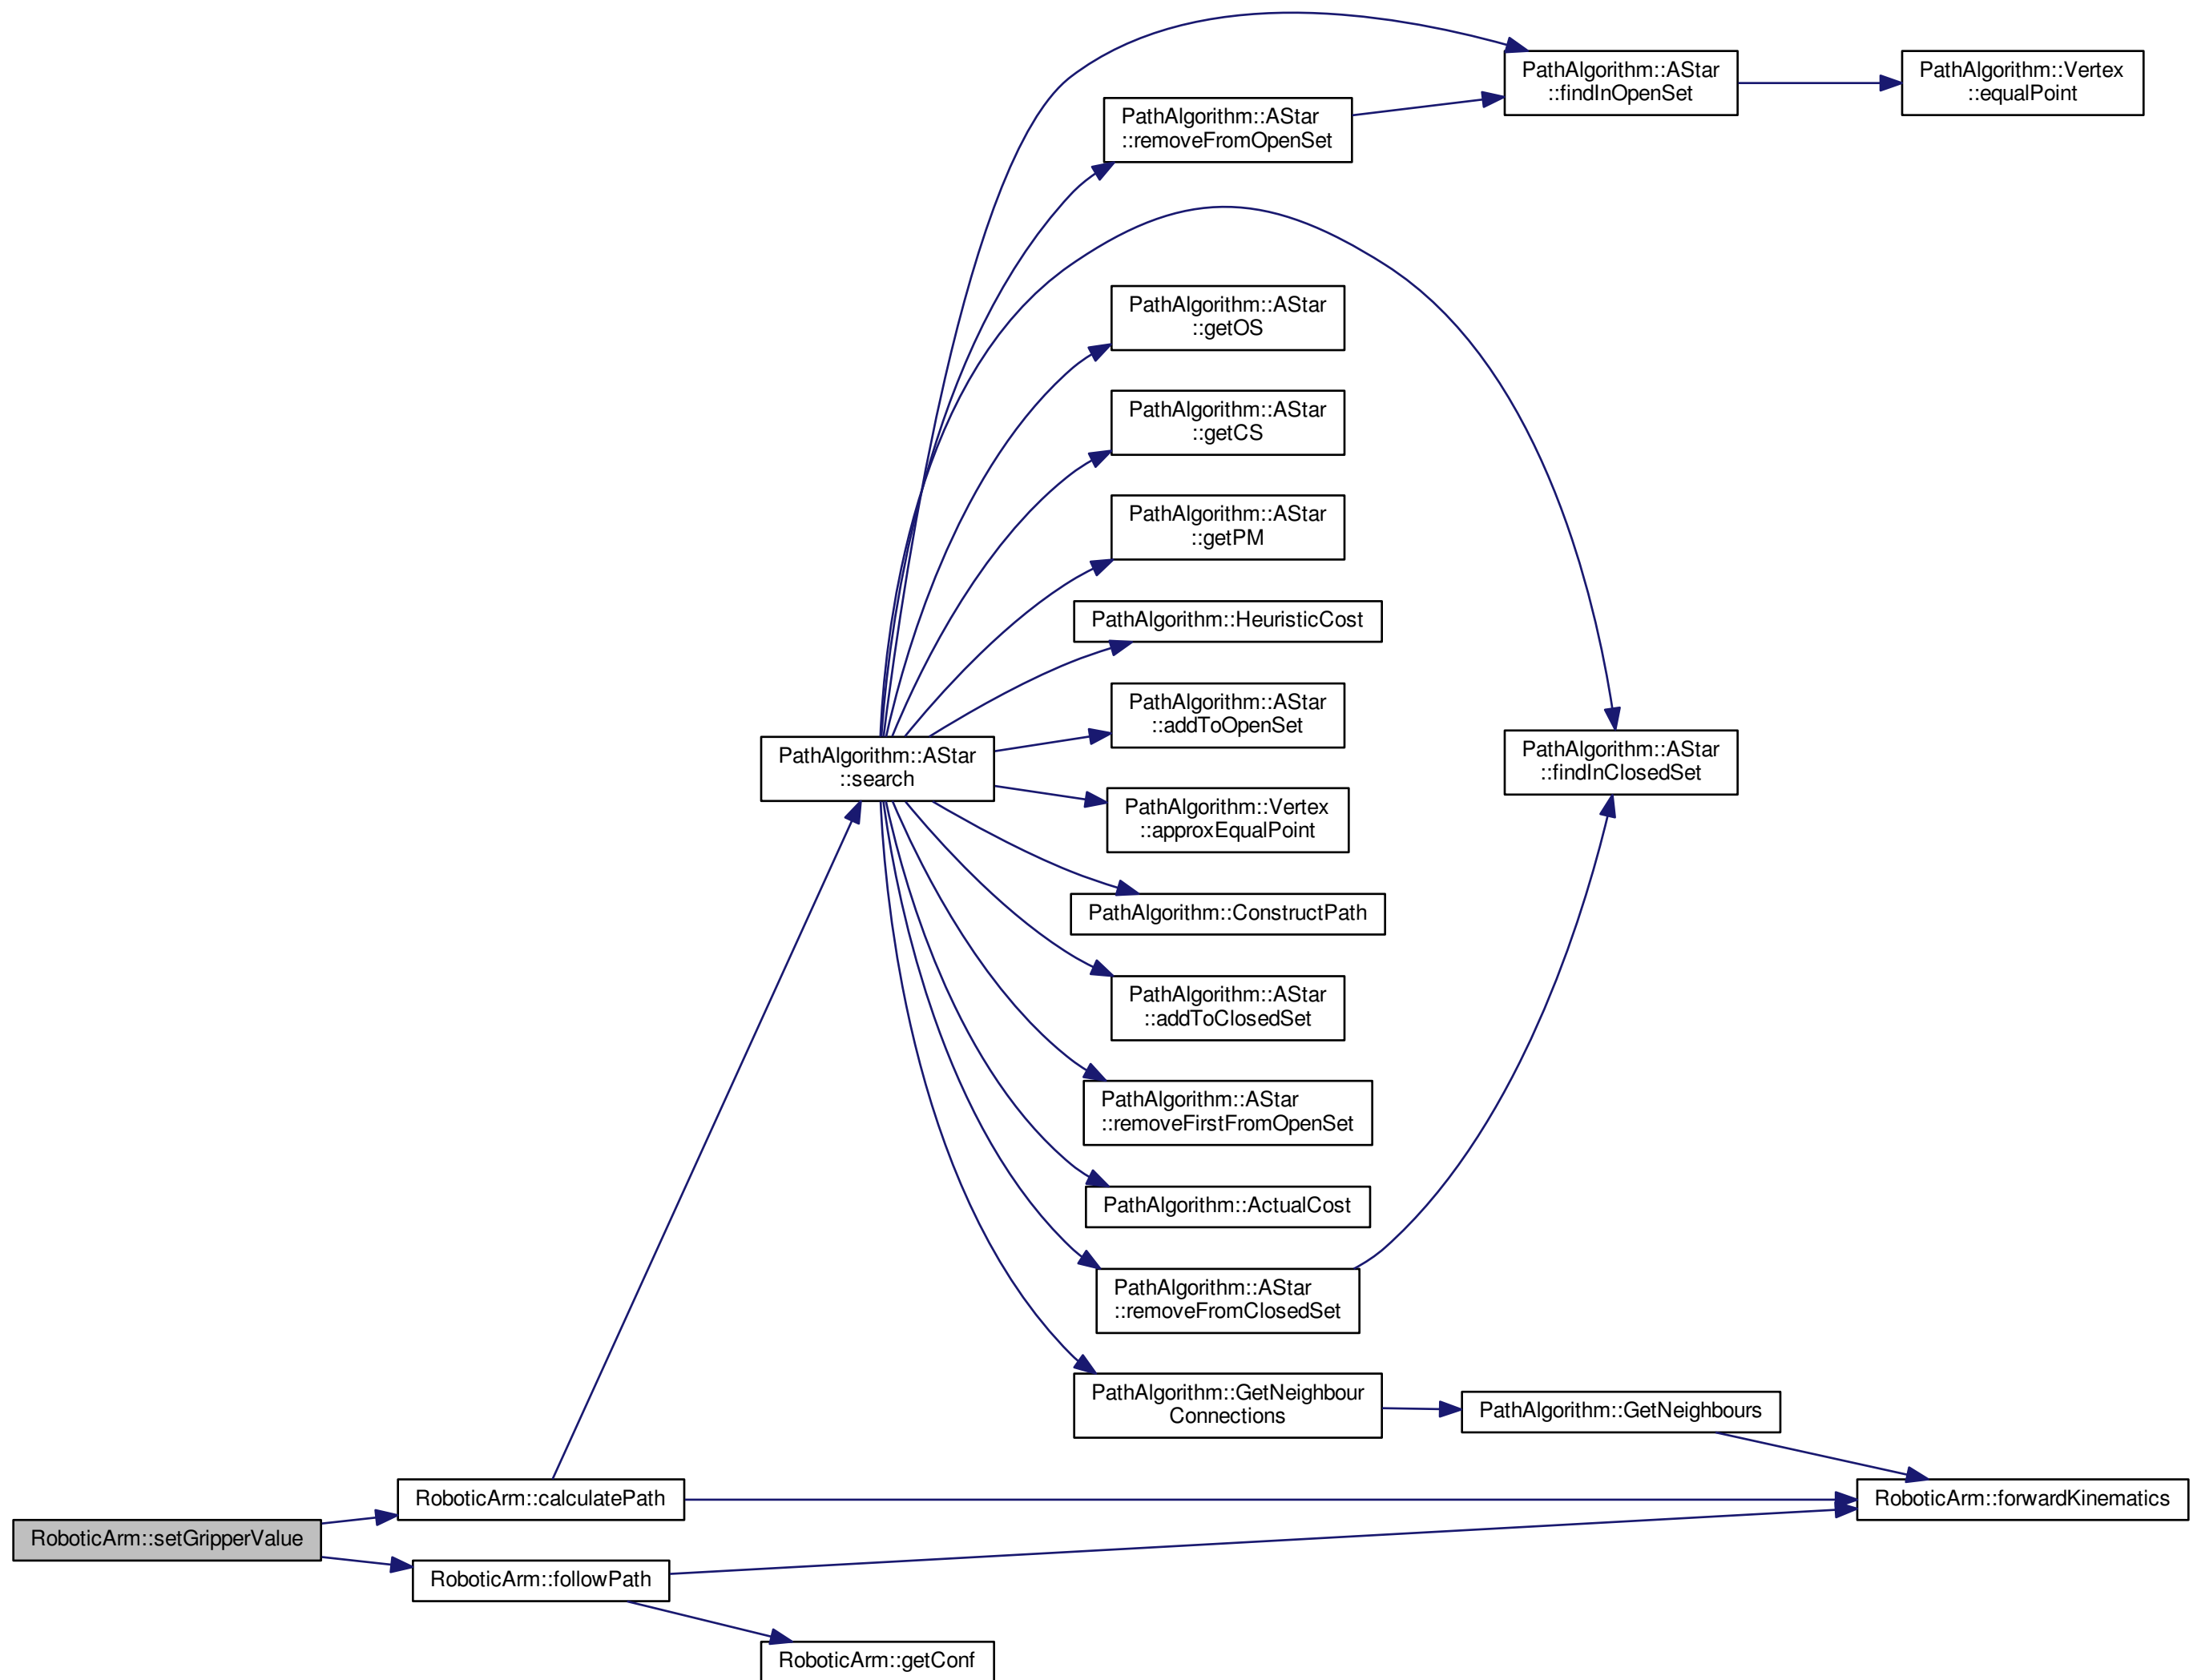 PathAlgorithm::AStar
::findInOpenSet
PathAlgorithm::Vertex
::equalPoint
PathAlgorithm::AStar
::removeFromOpenSet
PathAlgorithm::AStar
::getOS
PathAlgorithm::AStar
::getCS
PathAlgorithm::AStar
::getPM
PathAlgorithm::HeuristicCost
PathAlgorithm::AStar
::addToOpenSet
PathAlgorithm::AStar
::search
PathAlgorithm::AStar
::findInClosedSet
PathAlgorithm::Vertex
::approxEqualPoint
PathAlgorithm::ConstructPath
PathAlgorithm::AStar
::addToClosedSet
PathAlgorithm::AStar
::removeFirstFromOpenSet
PathAlgorithm::ActualCost
PathAlgorithm::AStar
::removeFromClosedSet
PathAlgorithm::GetNeighbour
Connections
PathAlgorithm::GetNeighbours
RoboticArm::calculatePath
RoboticArm::forwardKinematics
RoboticArm::setGripperValue
RoboticArm::followPath
RoboticArm::getConf